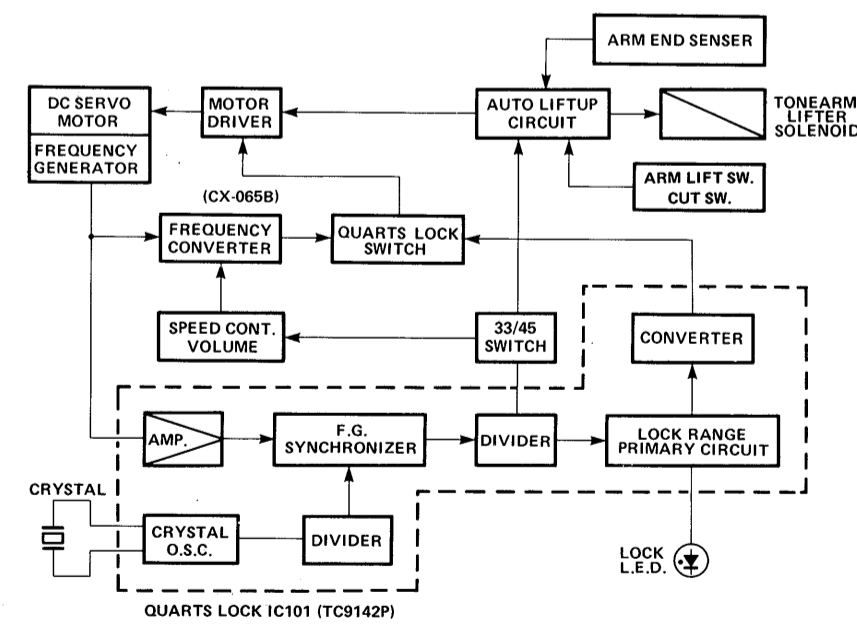 ARM END SENSER
DC SERVO
MOTOR
FREQUENCY
GENERATOR
MOTOR
DRIVER
AUTO LIFTUP
CIRCUIT
TONEARM
LIFTER
SOLENOID
ARM LIFT SW.
CUT SW.
(CX-065B)
FREQUENCY
CONVERTER
QUARTS LOCK
SWITCH
SPEED CONT.
VOLUME
33/45
SWITCH
CONVERTER
AMP.
F.G.
SYNCHRONIZER
DIVIDER
LOCK RANGE
PRIMARY CIRCUIT
CRYSTAL
CRYSTAL
O.S.C.
DIVIDER
LOCK
L.E.D.
QUARTS LOCK IC101 (TC9142P)